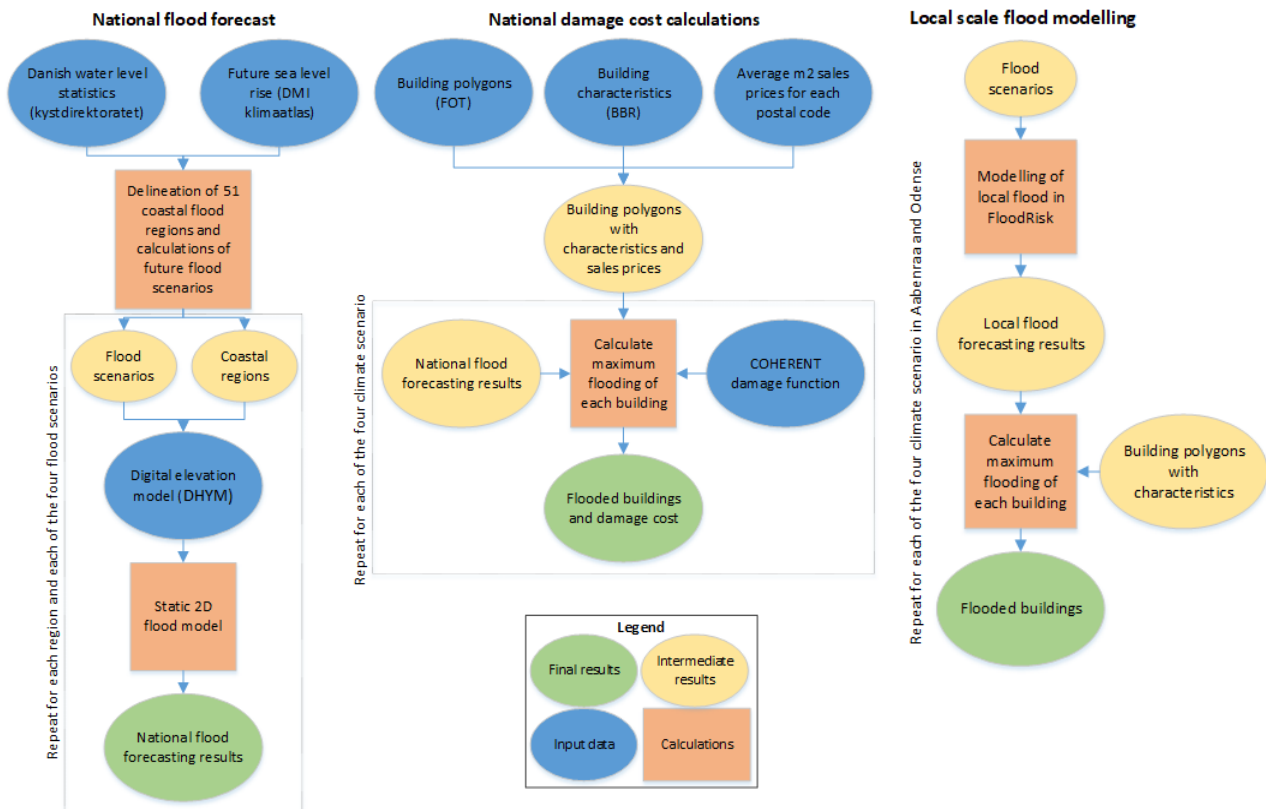 National flood forecast
Danish water level
statistics
(kystdirektoratet)
Future sea level
rise (DMI
klimaatlas)
Delineation of 51
coastal flood
regions and
calculations of
future flood
scenarios
Repeat for each region and each of the four flood scenarios
Flood
scenarios
Coastal
regions
Digital elevation
model (DHYM)
Static 2D
flood model
National flood
forecasting results
National damage cost calculations
Building polygons
(FOT)
Building
characteristics
(BBR)
Average m2 sales
prices for each
postal code
Building polygons
with
characteristics and
sales prices
Repeat for each of the four climate scenario
National flood
forecasting results
Calculate
maximum
flooding of
each building
COHERENT
damage function
Flooded buildings
and damage cost
Legend
Final results
Intermediate
results
Input data
Calculations
Local scale flood modelling
Flood
scenarios
Repeat for each of the four climate scenario in Aabenraa and Odense
Modelling of
local flood in
FloodRisk
Local flood
forecasting results
Calculate
maximum
flooding of
each building
Building polygons
with
characteristics
Flooded buildings